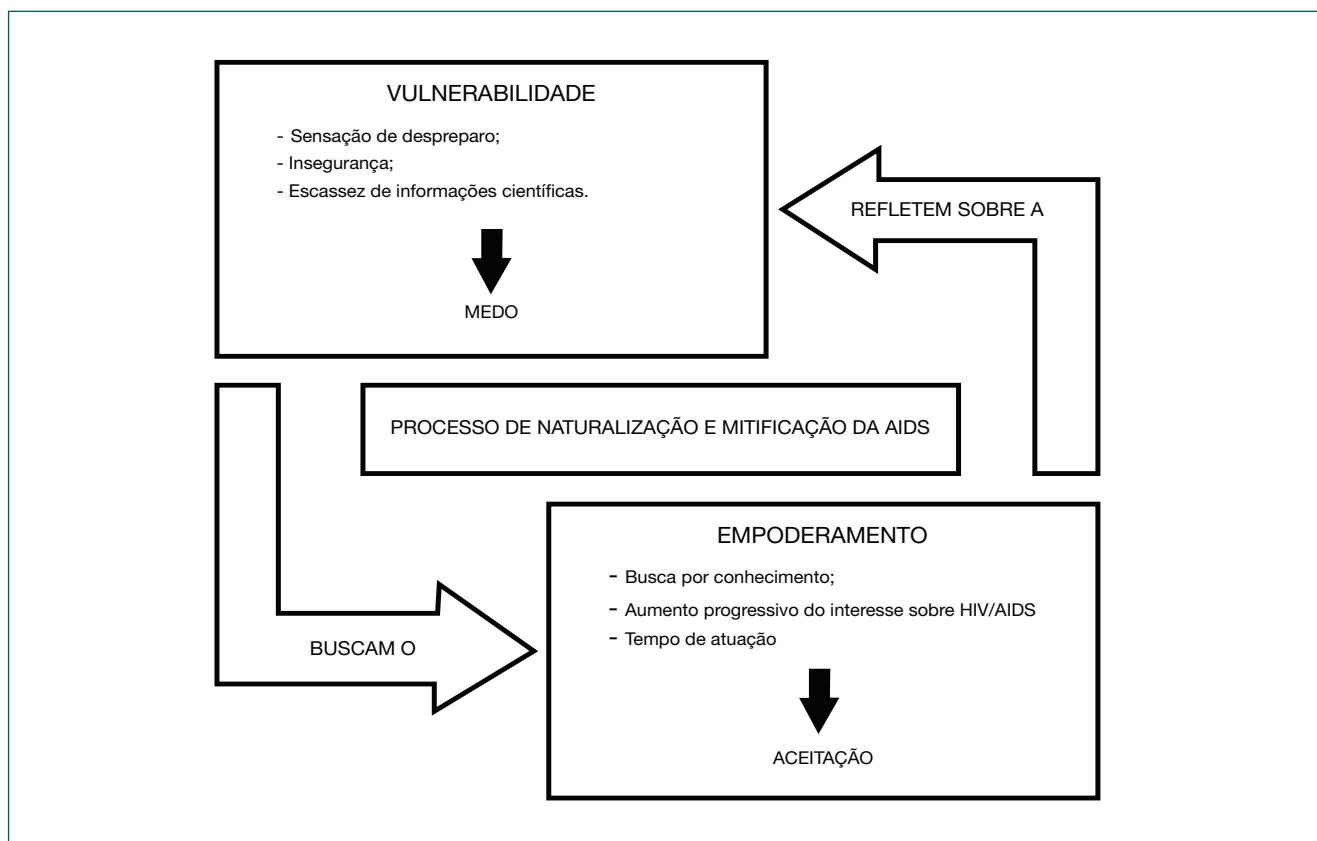 VULNERABILIDADE
- Sensação de despreparo;
- Insegurança;
- Escassez de informações científicas.
MEDO
REFLETEM SOBRE A
PROCESSO DE NATURALIZAÇÃO E MITIFICAÇÃO DA AIDS
BUSCAM O
EMPODERAMENTO
- Busca por conhecimento;
- Aumento progressivo do interesse sobre HIV/AIDS
- Tempo de atuação
ACEITAÇÃO